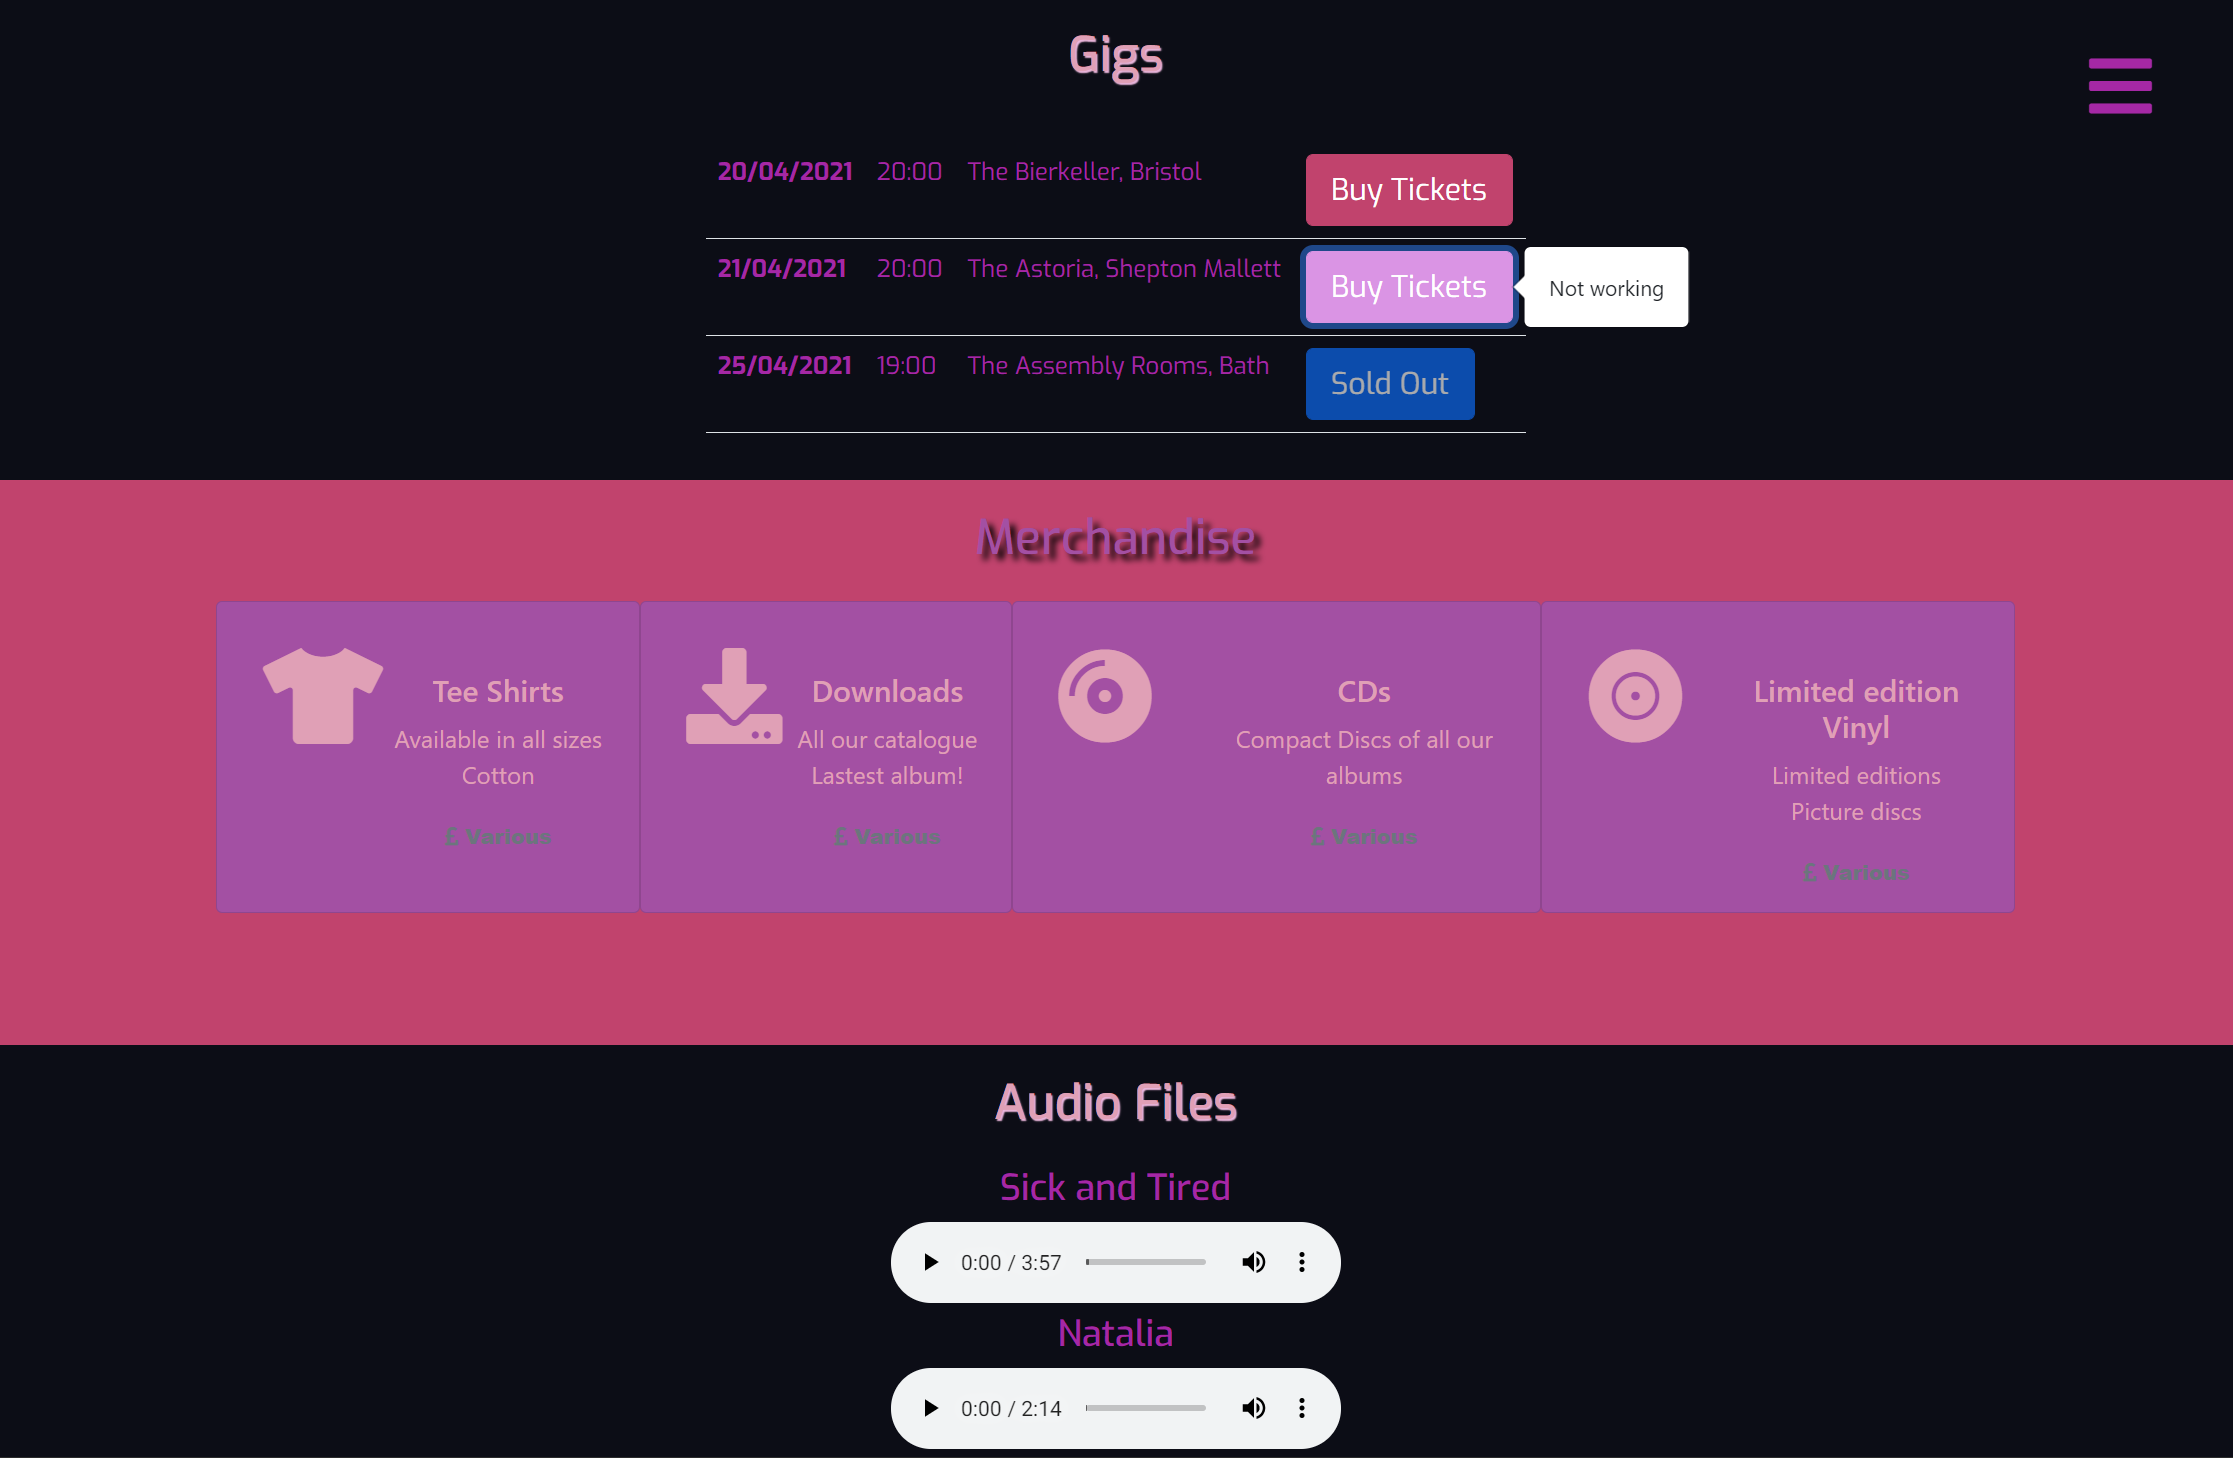 Gigs
20/04/2021 20:00 The Bierkeller, Bristol Buy Tickets
21/04/2021 20:00 The Astoria, Shepton Mallett Buy Tickets Not working
25/04/2021 19:00 The Assembly Rooms, Bath Sold Out
Merchandise
Tee Shirts
Available in all sizes
Cotton
£ Various
Downloads
All our catalogue
Lastest album!
£ Various
CDs
Compact Discs of all our
albums
£ Various
Limited edition
Vinyl
Limited editions
Picture discs
£ Various
Audio Files
Sick and Tired
0:00 / 3:57
Natalia
0:00 / 2:14